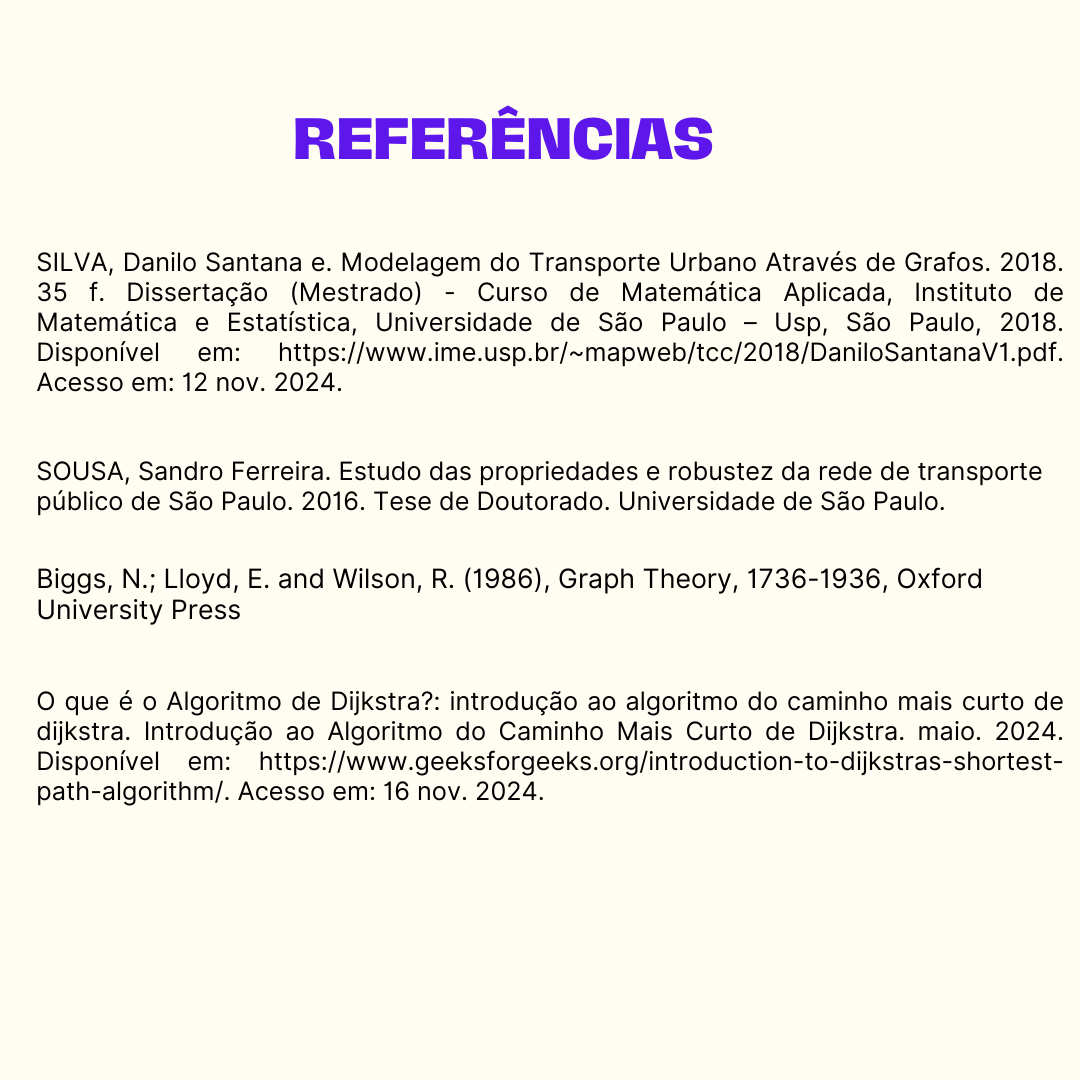 REFERÊNCIAS
SILVA, Danilo Santana e. Modelagem do Transporte Urbano Através de Grafos. 2018.
35 f. Dissertação (Mestrado) - Curso de Matemática Aplicada, Instituto de
Matemática e Estatística, Universidade de São Paulo – Usp, São Paulo, 2018.
Disponível em: https://www.ime.usp.br/~mapweb/tcc/2018/DaniloSantanaV1.pdf.
Acesso em: 12 nov. 2024.
SOUSA, Sandro Ferreira. Estudo das propriedades e robustez da rede de transporte
público de São Paulo. 2016. Tese de Doutorado. Universidade de São Paulo.
Biggs, N.; Lloyd, E. and Wilson, R. (1986), Graph Theory, 1736-1936, Oxford
University Press
O que é o Algoritmo de Dijkstra?: introdução ao algoritmo do caminho mais curto de
dijkstra. Introdução ao Algoritmo do Caminho Mais Curto de Dijkstra. maio. 2024.
Disponível em: https://www.geeksforgeeks.org/introduction-to-dijkstras-shortest-
path-algorithm/. Acesso em: 16 nov. 2024.